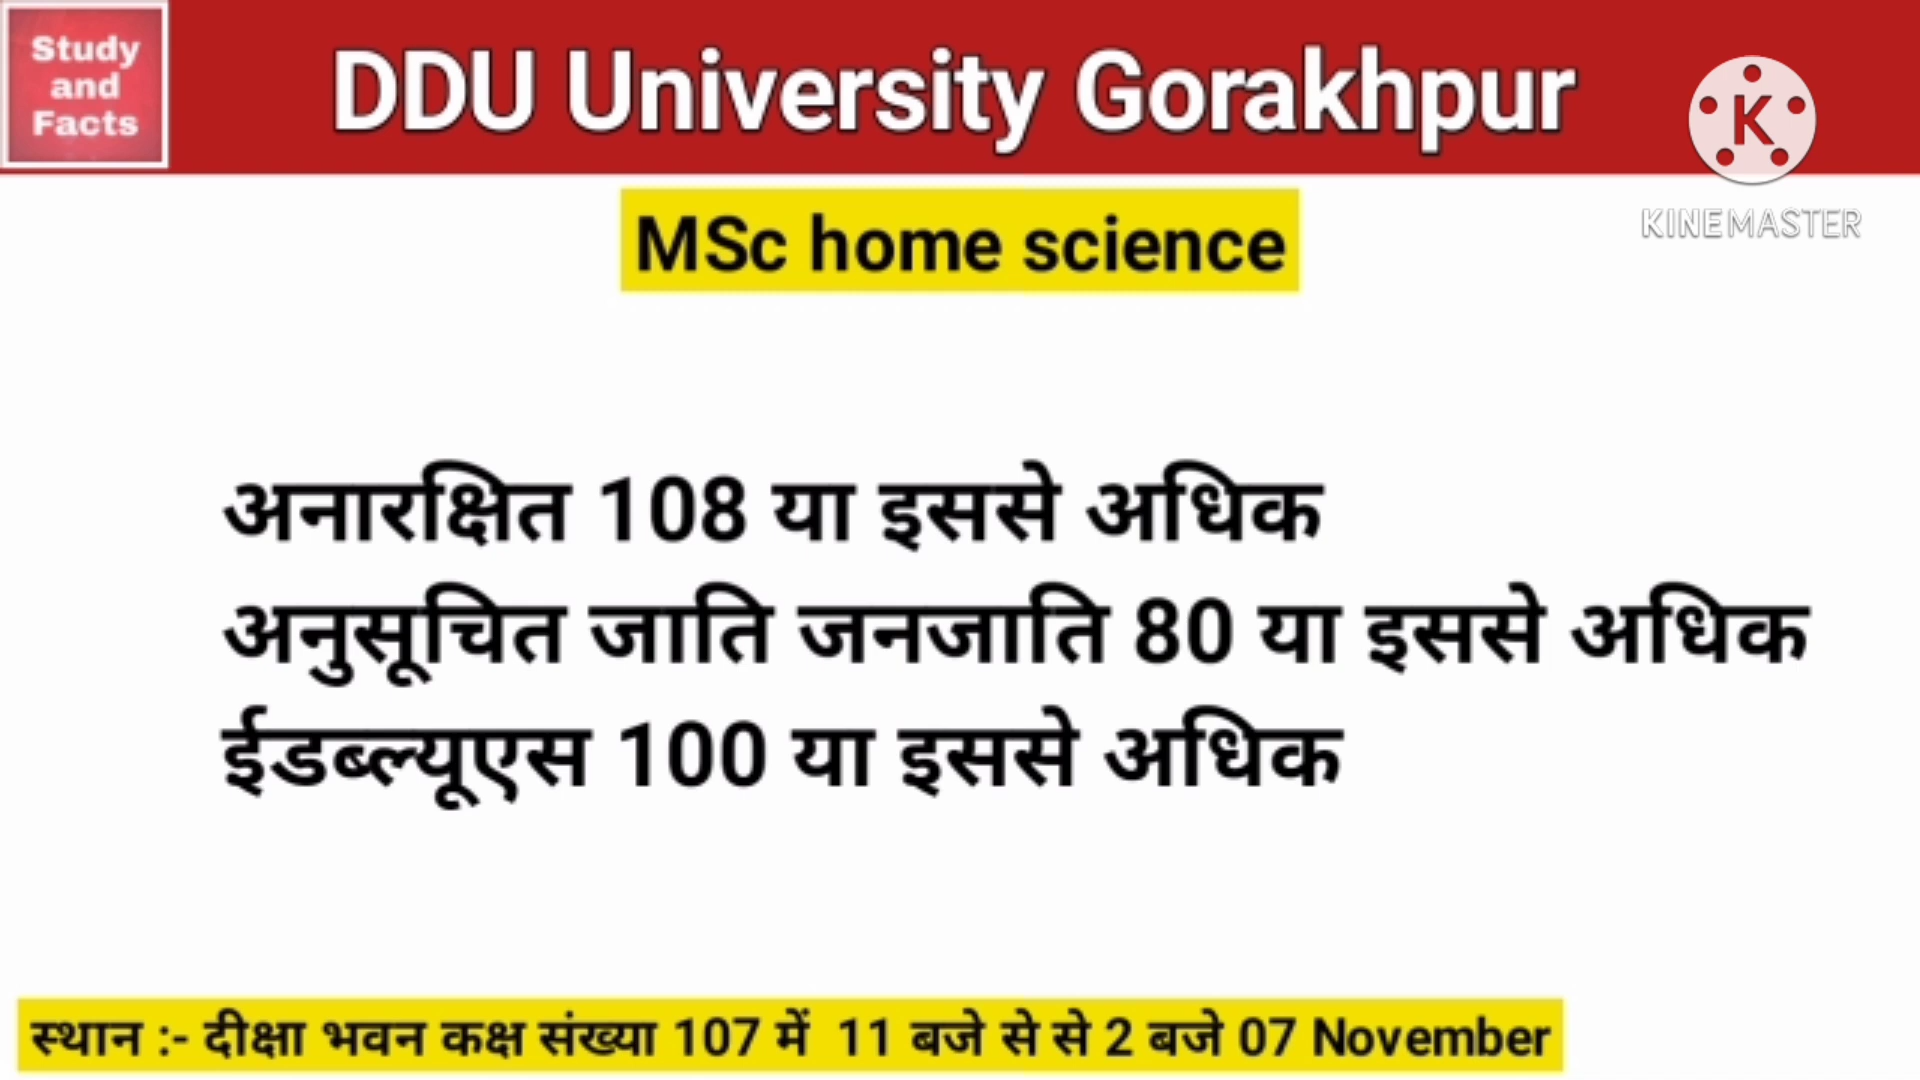 Study
and
Facts
DDU University Gorakhpur
K
KINEMASTER
MSc home science
अनारक्षित 108 या इससे अधिक
अनुसूचित जाति जनजाति 80 या इससे अधिक
ईडब्ल्यूएस 100 या इससे अधिक
स्थान :- दीक्षा भवन कक्ष संख्या 107 में 11 बजे से से 2 बजे 07 November